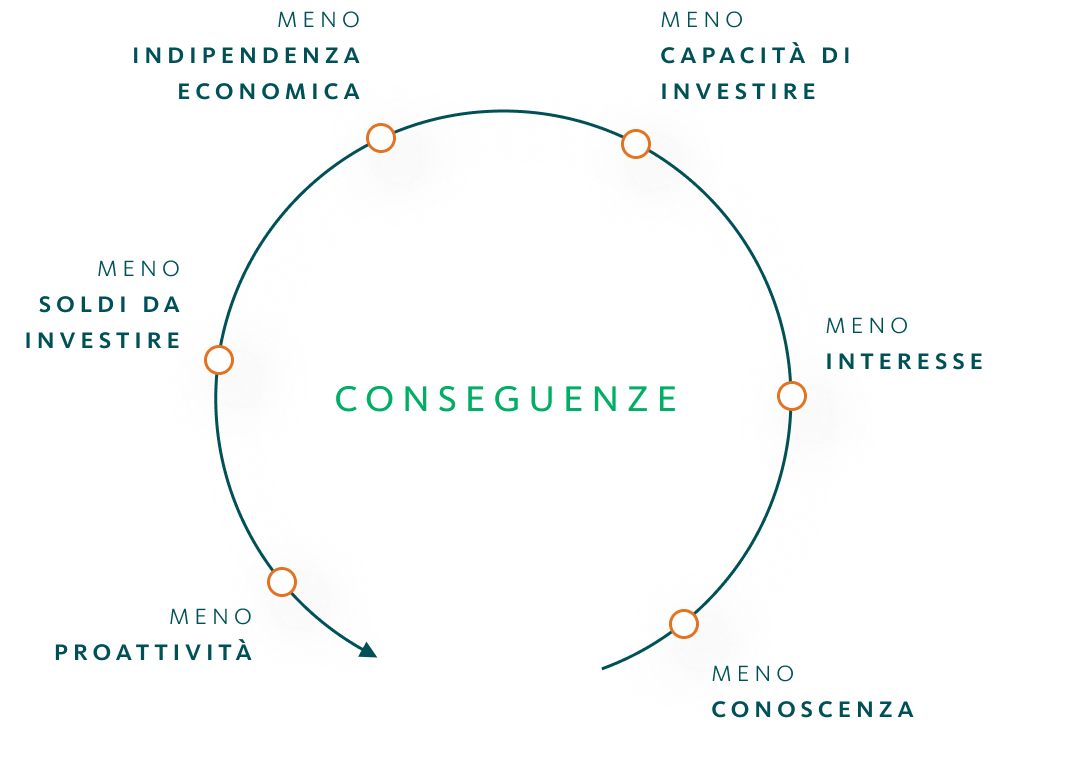 MENO
INDIPENDENZA
ECONOMICA
MENO
CAPACITÀ DI
INVESTIRE
MENO
SOLDI DA
INVESTIRE
MENO
INTERESSE
CONSEGUENZE
MENO
PROATTIVITÀ
MENO
CONOSCENZA